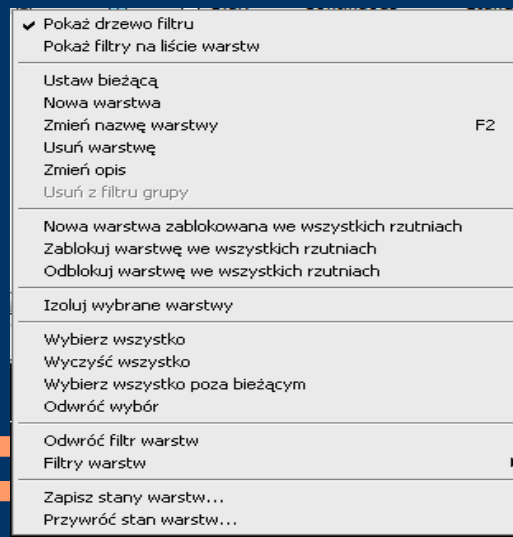 Pokaż drzewo filtru
Pokaż filtry na liście warstw
Ustaw bieżącą
Nowa warstwa
Zmień nazwę warstwy F2
Usuń warstwę
Zmień opis
Usuń z filtru grupy
Nowa warstwa zablokowana we wszystkich rzutniach
Zablokuj warstwę we wszystkich rzutniach
Odblokuj warstwę we wszystkich rzutniach
Izoluj wybrane warstwy
Wybierz wszystko
Wyczyść wszystko
Wybierz wszystko poza bieżącym
Odwróć wybór
Odwróć filtr warstw
Filtry warstw
Zapisz stany warstw...
Przywróć stan warstw...